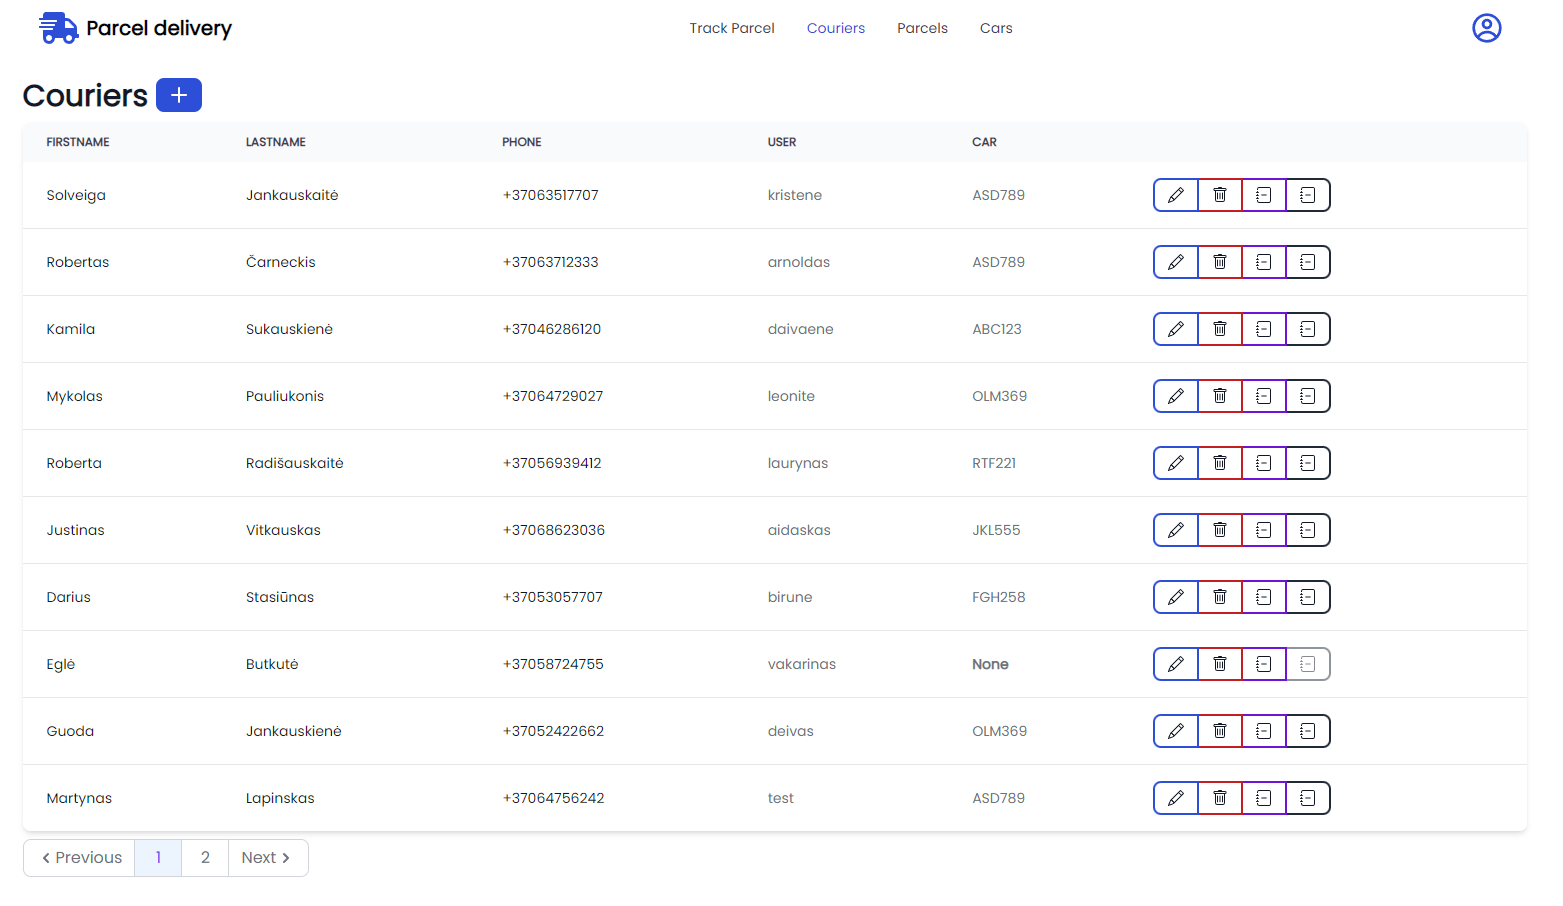 Parcel delivery Track Parcel Couriers Parcels Cars
Couriers
FIRSTNAME LASTNAME PHONE USER CAR
Solveiga Jankauskaitė +37063517707 kristene ASD789
Robertas Čarneckis +37063712333 arnoldas ASD789
Kamila Sukauskienė +37046286120 daivaene ABC123
Mykolas Pauliukonis +37064729027 leonite OLM369
Roberta Radišauskaitė +37056939412 laurynas RTF221
Justinas Vitkauskas +37068623036 aidaskas JKL555
Darius Stasiūnas +37053057707 birune FGH258
Eglė Butkutė +37058724755 vakarinas None
Guoda Jankauskienė +37052422662 deivas OLM369
Martynas Lapinskas +37064756242 test ASD789
Previous 1 2 Next